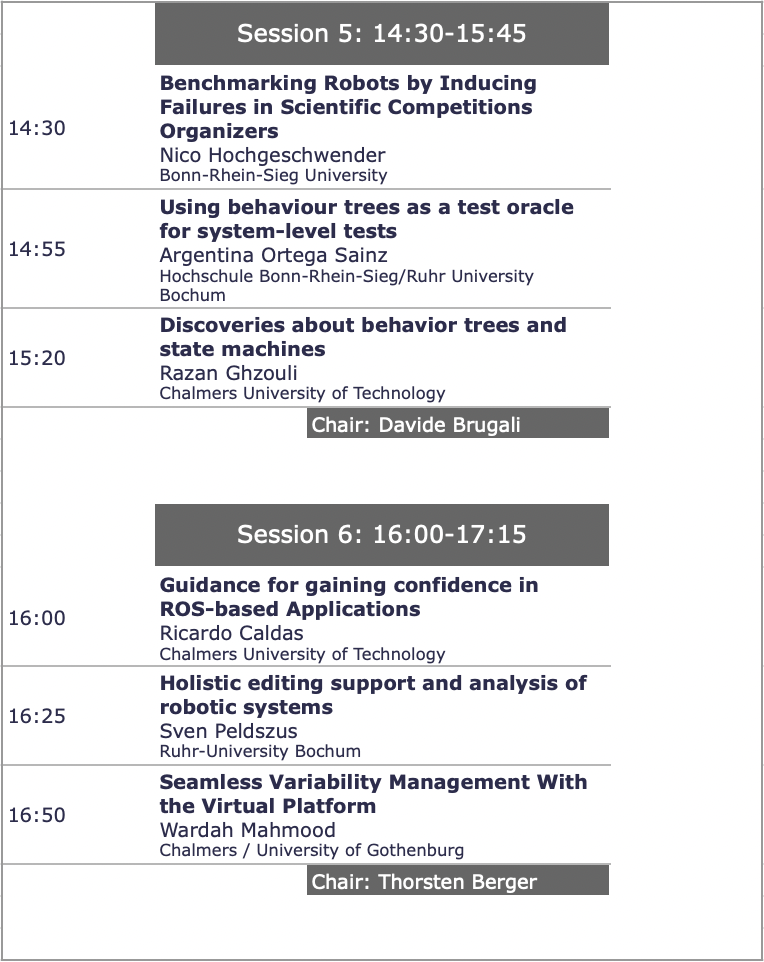 Session 5: 14:30-15:45
14:30
Benchmarking Robots by Inducing
Failures in Scientific Competitions
Organizers
Nico Hochgeschwender
Bonn-Rhein-Sieg University
14:55
Using behaviour trees as a test oracle
for system-level tests
Argentina Ortega Sainz
Hochschule Bonn-Rhein-Sieg/Ruhr University
Bochum
15:20
Discoveries about behavior trees and
state machines
Razan Ghzouli
Chalmers University of Technology
Chair: Davide Brugali
Session 6: 16:00-17:15
16:00
Guidance for gaining confidence in
ROS-based Applications
Ricardo Caldas
Chalmers University of Technology
16:25
Holistic editing support and analysis of
robotic systems
Sven Peldszus
Ruhr-University Bochum
16:50
Seamless Variability Management With
the Virtual Platform
Wardah Mahmood
Chalmers / University of Gothenburg
Chair: Thorsten Berger